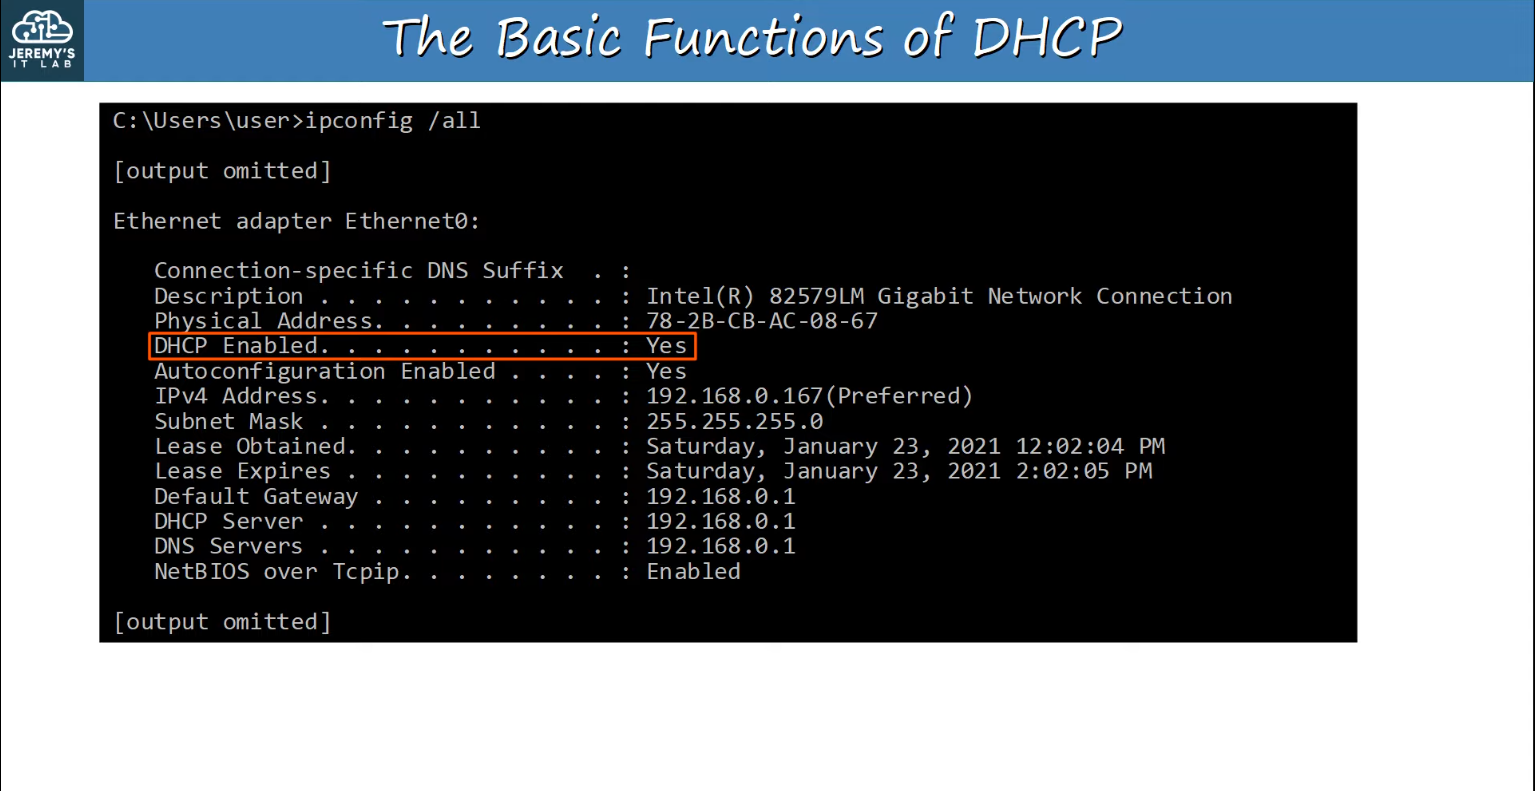 JEREMY'S
IT LAB
The Basic Functions of DHCP
C:\Users\user>ipconfig /all
[output omitted]
Ethernet adapter Ethernet0:
Connection-specific DNS Suffix  . :
Description . . . . . . . . . . . : Intel(R) 82579LM Gigabit Network Connection
Physical Address. . . . . . . . . : 78-2B-CB-AC-08-67
DHCP Enabled. . . . . . . . . . . : Yes
Autoconfiguration Enabled . . . . : Yes
IPv4 Address. . . . . . . . . . . : 192.168.0.167(Preferred)
Subnet Mask . . . . . . . . . . . : 255.255.255.0
Lease Obtained. . . . . . . . . . : Saturday, January 23, 2021 12:02:04 PM
Lease Expires . . . . . . . . . . : Saturday, January 23, 2021 2:02:05 PM
Default Gateway . . . . . . . . . : 192.168.0.1
DHCP Server . . . . . . . . . . . : 192.168.0.1
DNS Servers . . . . . . . . . . . : 192.168.0.1
NetBIOS over Tcpip. . . . . . . . : Enabled
[output omitted]